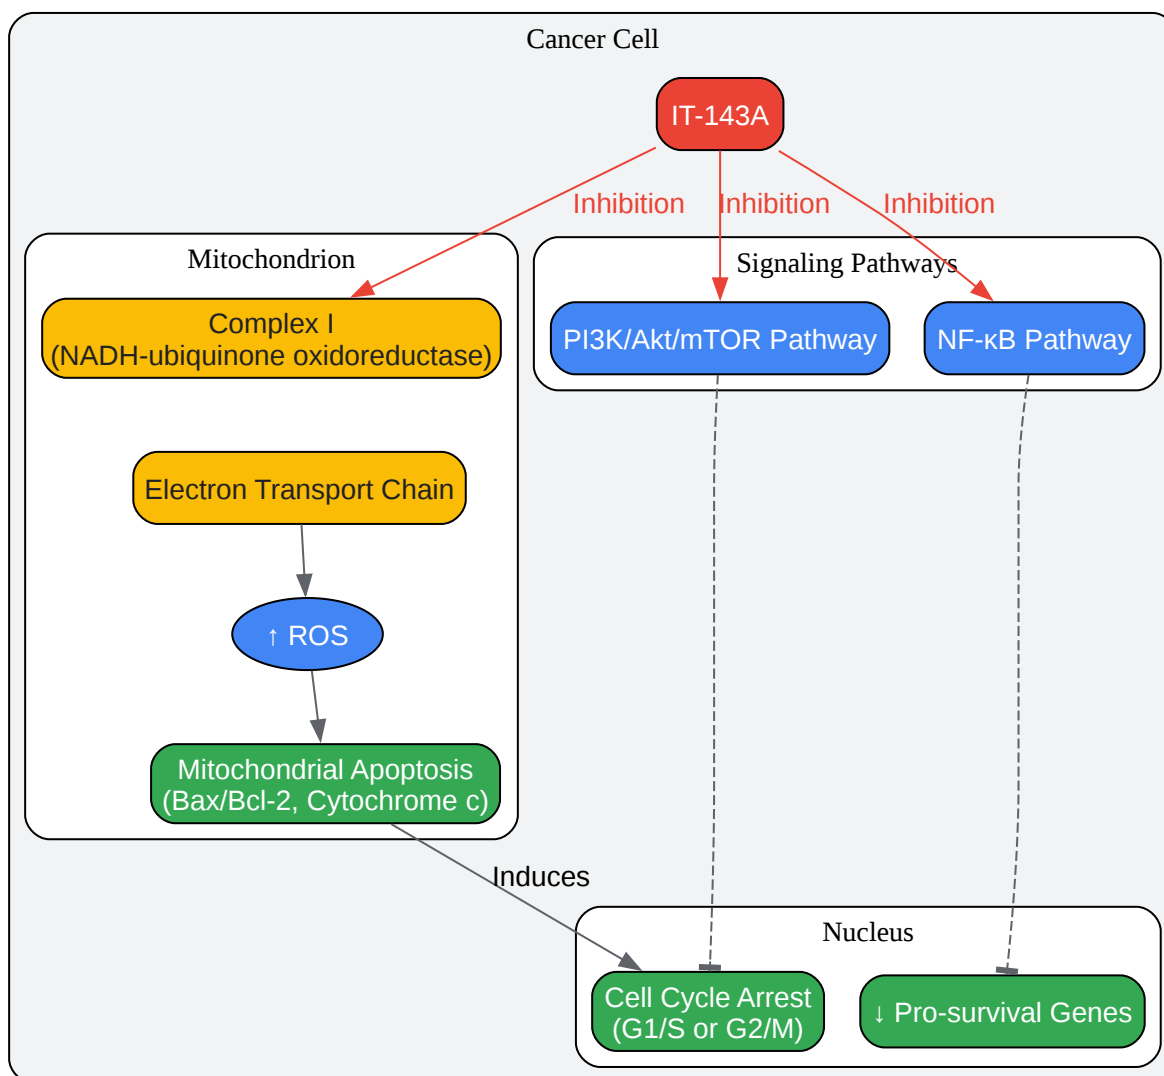 Cancer Cell
IT-143A
Inhibition
Inhibition
Inhibition
Mitochondrion
Signaling Pathways
Complex I
(NADH-ubiquinone oxidoreductase)
PI3K/Akt/mTOR Pathway
NF-κB Pathway
Electron Transport Chain
↑ ROS
Mitochondrial Apoptosis
(Bax/Bcl-2, Cytochrome c)
Induces
Nucleus
Cell Cycle Arrest
(G1/S or G2/M)
↓ Pro-survival Genes